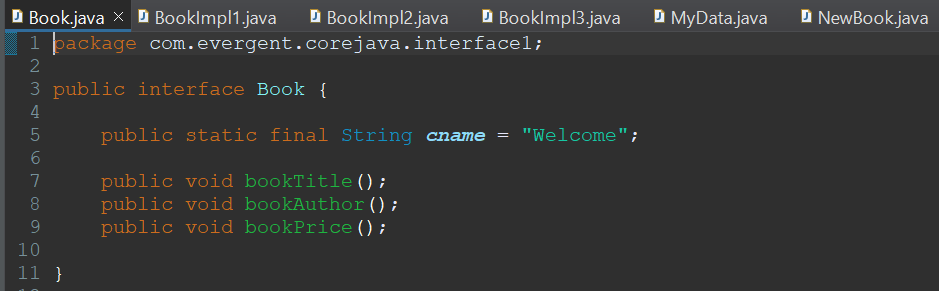 Book.java BookImpl1.java BookImpl2.java BookImpl3.java MyData.java NewBook.java
1 package com.evergent.corejava.interface1;
2
3 public interface Book {
4
5 public static final String cname = "Welcome";
6
7 public void bookTitle();
8 public void bookAuthor();
9 public void bookPrice();
10
11 }